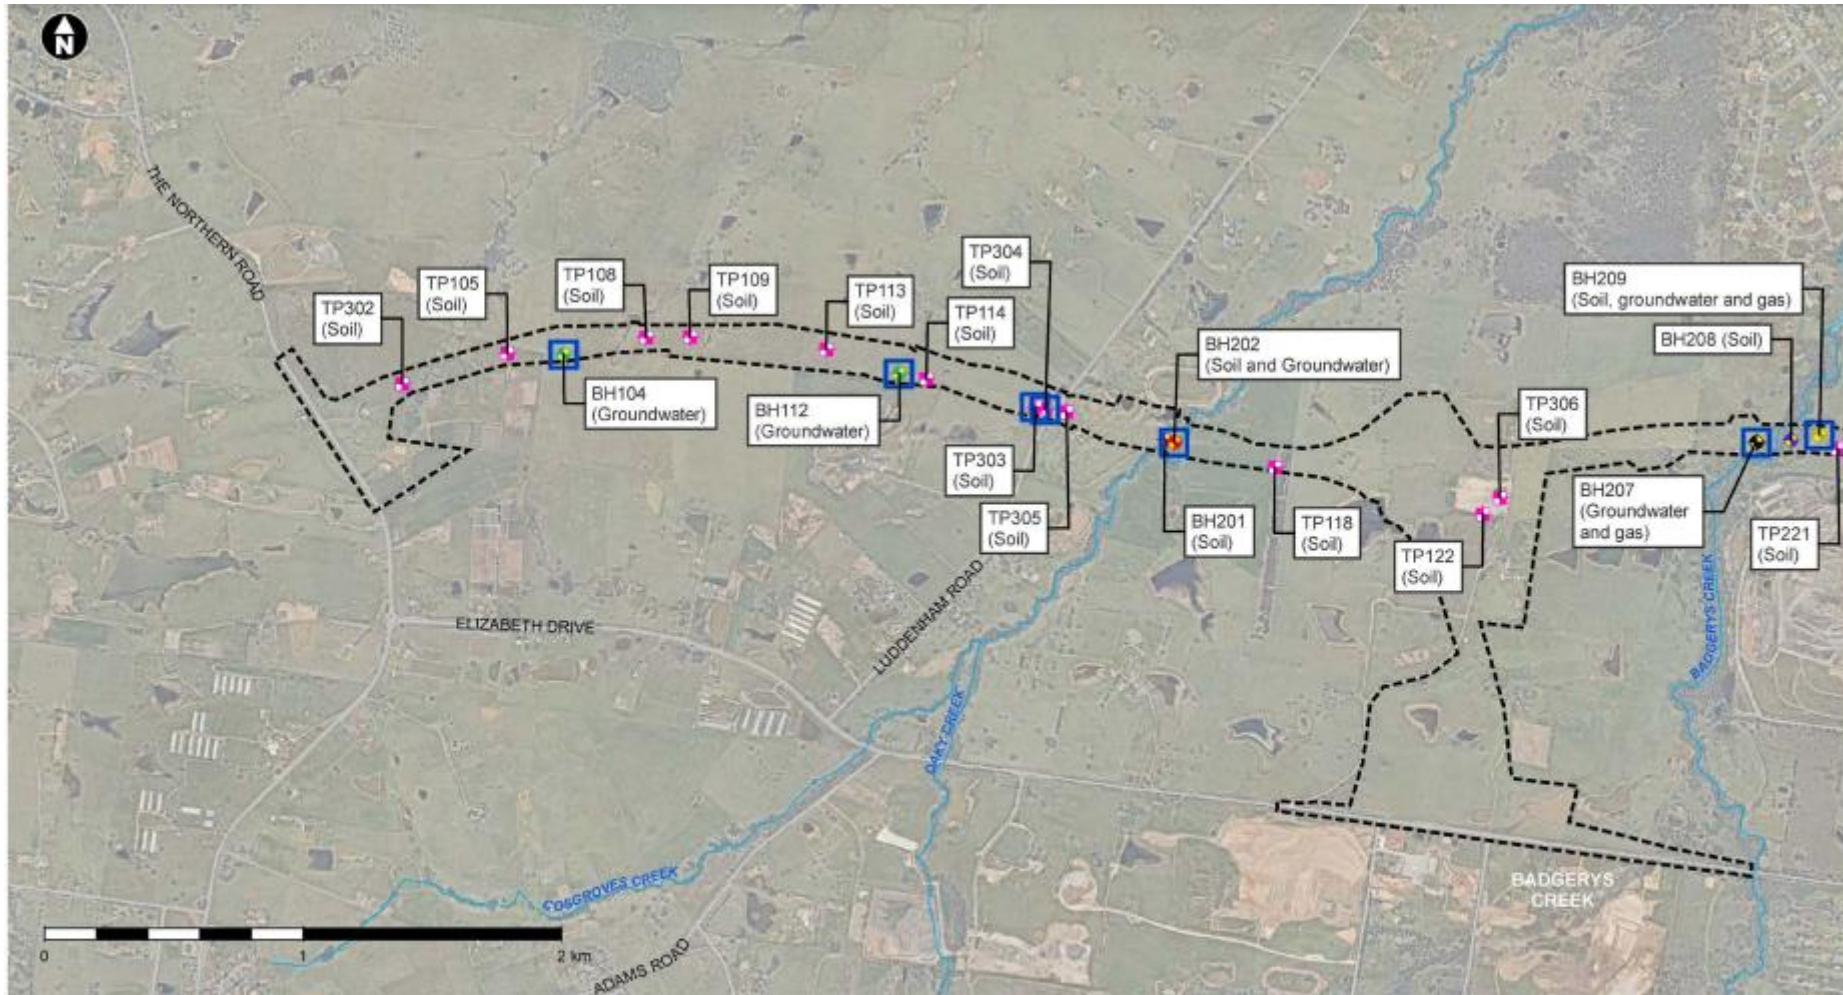 N
THE NORTHERN ROAD
TP302
(Soil)
TP105
(Soil)
TP108
(Soil)
TP109
(Soil)
TP113
(Soil)
TP114
(Soil)
TP304
(Soil)
BH202
(Soil and Groundwater)
BH209
(Soil, groundwater and gas)
BH208 (Soil)
TP306
(Soil)
BH104
(Groundwater)
BH112
(Groundwater)
TP303
(Soil)
TP305
(Soil)
BH201
(Soil)
TP118
(Soil)
TP122
(Soil)
BH207
(Groundwater
and gas)
TP221
(Soil)
ELIZABETH DRIVE
LUDDENHAM ROAD
BADGERYS CREEK
OAKY CREEK
COSGROVES CREEK
BADGERYS
CREEK
ADAMS ROAD
0
1
2 km